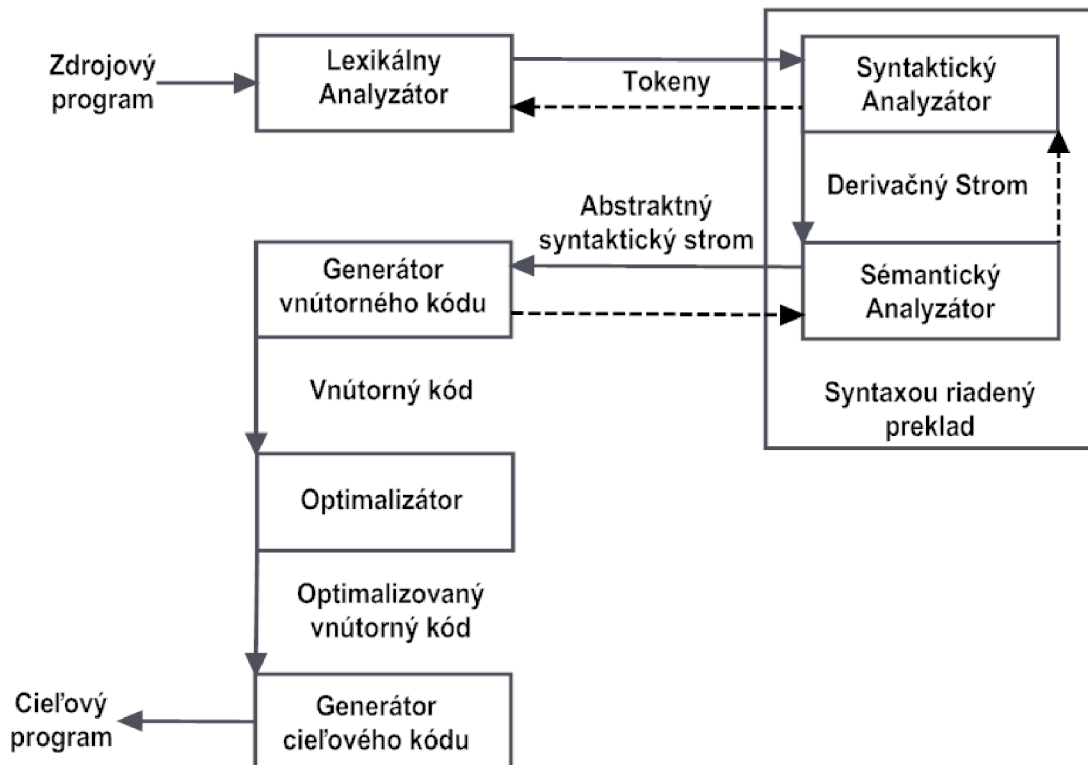 Zdrojový
program
Lexikálny
Analyzátor
Tokeny
Syntaktický
Analyzátor
Derivačný Strom
Abstraktný
syntaktický strom
Generátor
vnútorného kódu
Sémantický
Analyzátor
Syntaxou riadený
preklad
Vnútorný kód
Optimalizátor
Optimalizovaný
vnútorný kód
Generátor
cieľového kódu
Cieľový
program